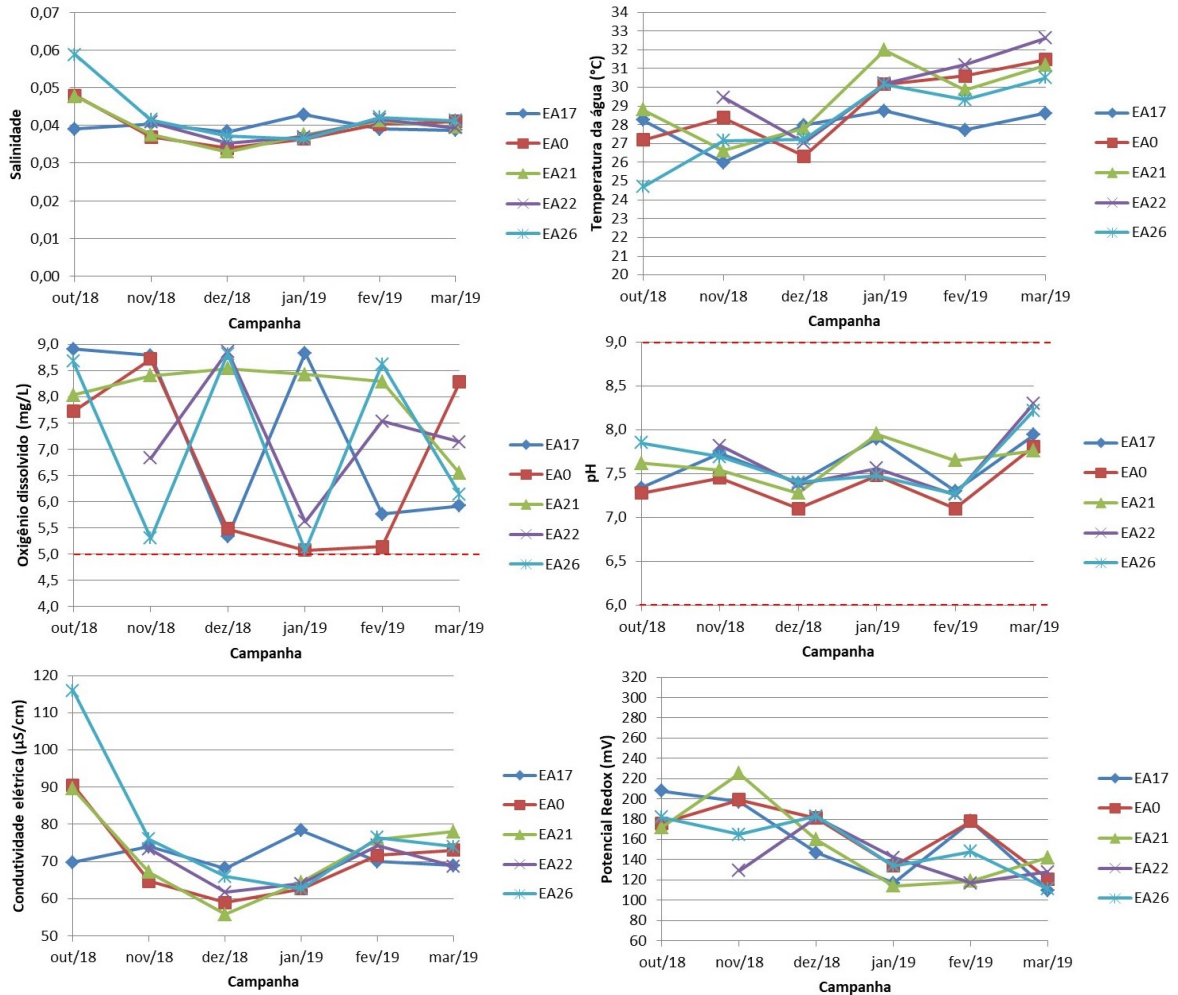 Salinidade
0,07
0,06
0,05
0,04
0,03
0,02
0,01
0,00
out/18 nov/18 dez/18 jan/19 fev/19 mar/19
Campanha
EA17
EA0
EA21
EA22
EA26
Temperatura da água (°C)
34
33
32
31
30
29
28
27
26
25
24
23
22
21
20
out/18 nov/18 dez/18 jan/19 fev/19 mar/19
Campanha
EA17
EA0
EA21
EA22
EA26
Oxigênio dissolvido (mg/L)
9,0
8,5
8,0
7,5
7,0
6,5
6,0
5,5
5,0
4,5
4,0
out/18 nov/18 dez/18 jan/19 fev/19 mar/19
Campanha
EA17
EA0
EA21
EA22
EA26
pH
9,0
8,5
8,0
7,5
7,0
6,5
6,0
out/18 nov/18 dez/18 jan/19 fev/19 mar/19
Campanha
EA17
EA0
EA21
EA22
EA26
Condutividade elétrica (µS/cm)
120
110
100
90
80
70
60
50
out/18 nov/18 dez/18 jan/19 fev/19 mar/19
Campanha
EA17
EA0
EA21
EA22
EA26
Potencial Redox (mV)
320
300
280
260
240
220
200
180
160
140
120
100
80
60
out/18 nov/18 dez/18 jan/19 fev/19 mar/19
Campanha
EA17
EA0
EA21
EA22
EA26